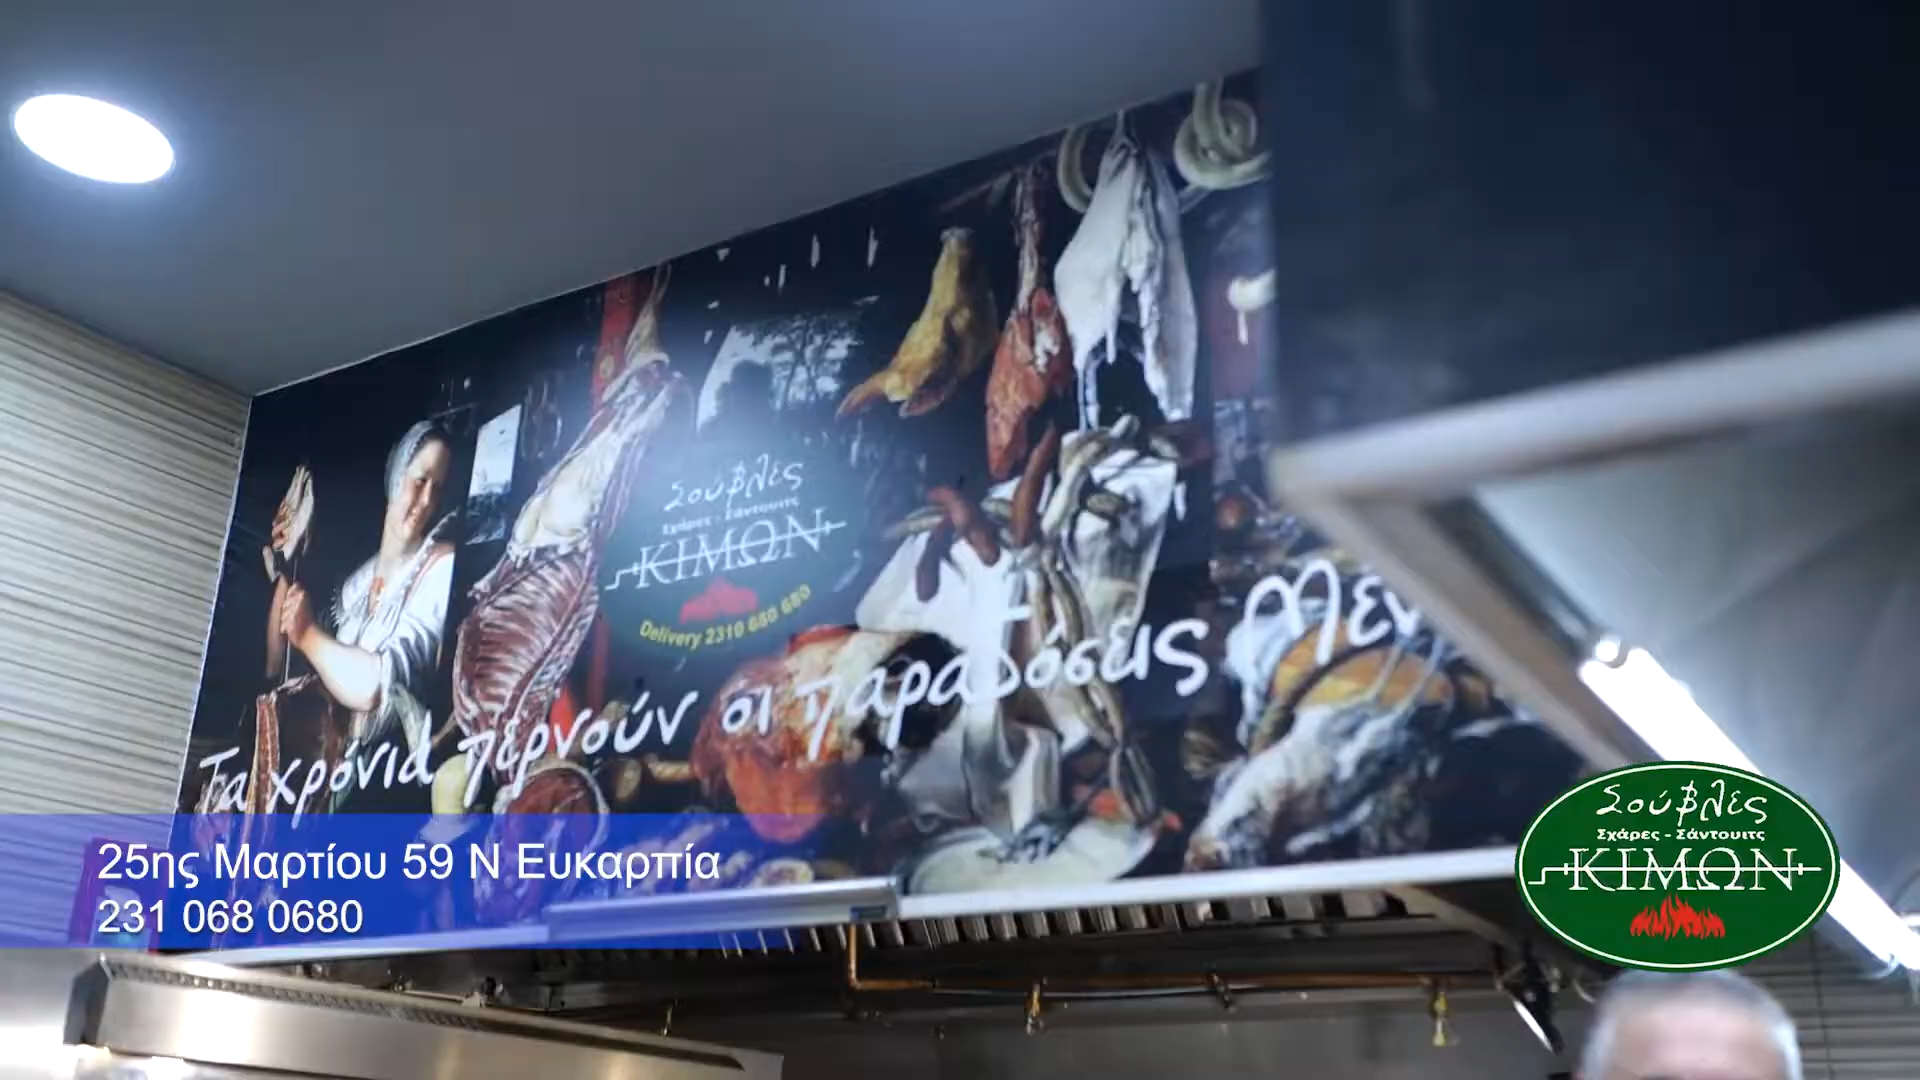 Σούβλες
Σχάρες - Σάντουιτς
ΚΙΜΩΝ
Delivery 2310 680 680
Τα χρόνια περνούν οι παραδόσεις Μεν
25ης Μαρτίου 59 Ν Ευκαρπία
231 068 0680
Σούβλες
Σχάρες - Σάντουιτς
ΚΙΜΩΝ